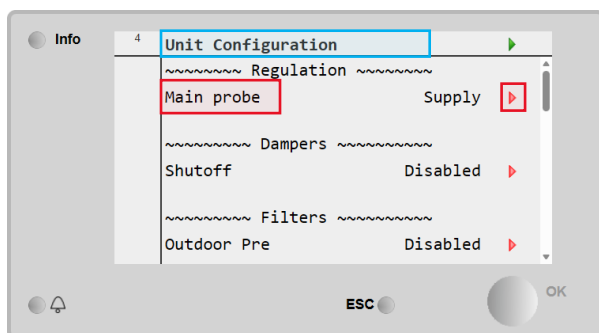 Info
4 Unit Configuration
~~~~~~~~ Regulation ~~~~~~~~
Main probe Supply
~~~~~~~~~ Dampers ~~~~~~~~~~
Shutoff Disabled
~~~~~~~~~ Filters ~~~~~~~~~~
Outdoor Pre Disabled
ESC
OK